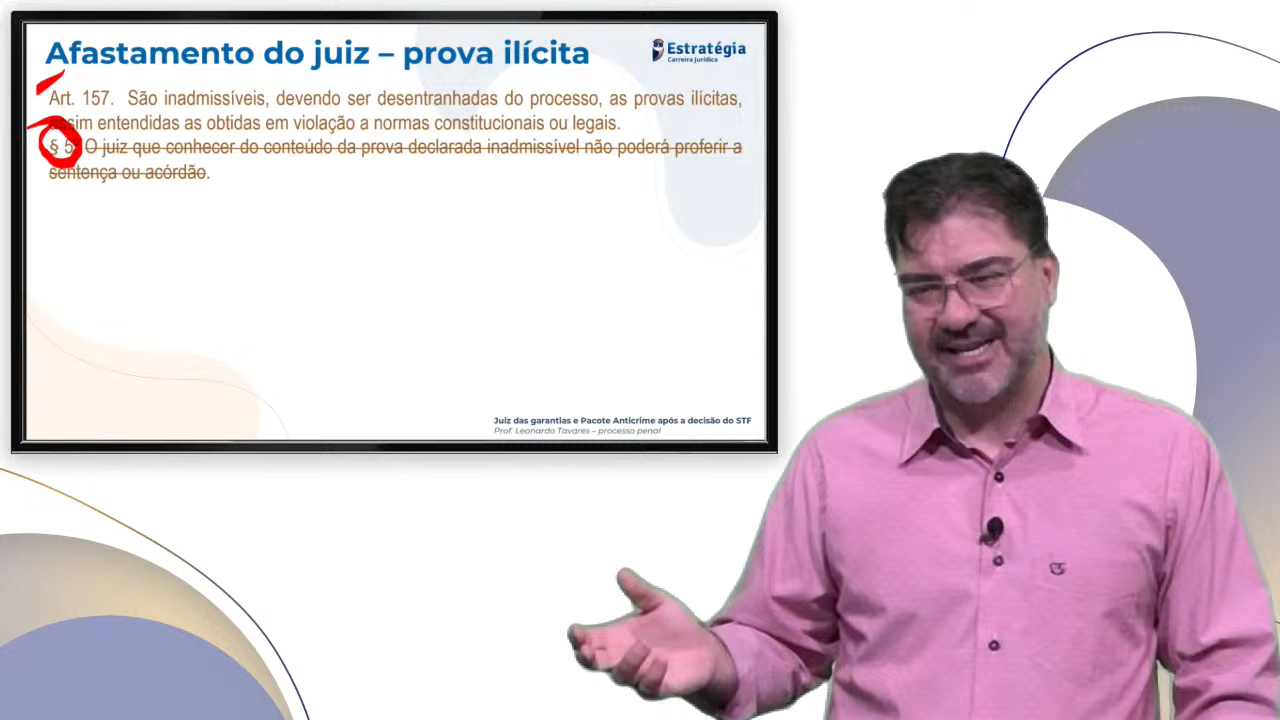 Afastamento do juiz – prova ilícita
Estratégia
Carreira Jurídica
Art. 157. São inadmissíveis, devendo ser desentranhadas do processo, as provas ilícitas,
assim entendidas as obtidas em violação a normas constitucionais ou legais.
§ 5º O juiz que conhecer do conteúdo da prova declarada inadmissível não poderá proferir a
sentença ou acórdão.
Juiz das garantias e Pacote Anticrime após a decisão do STF
Prof. Leonardo Tavares – processo penal